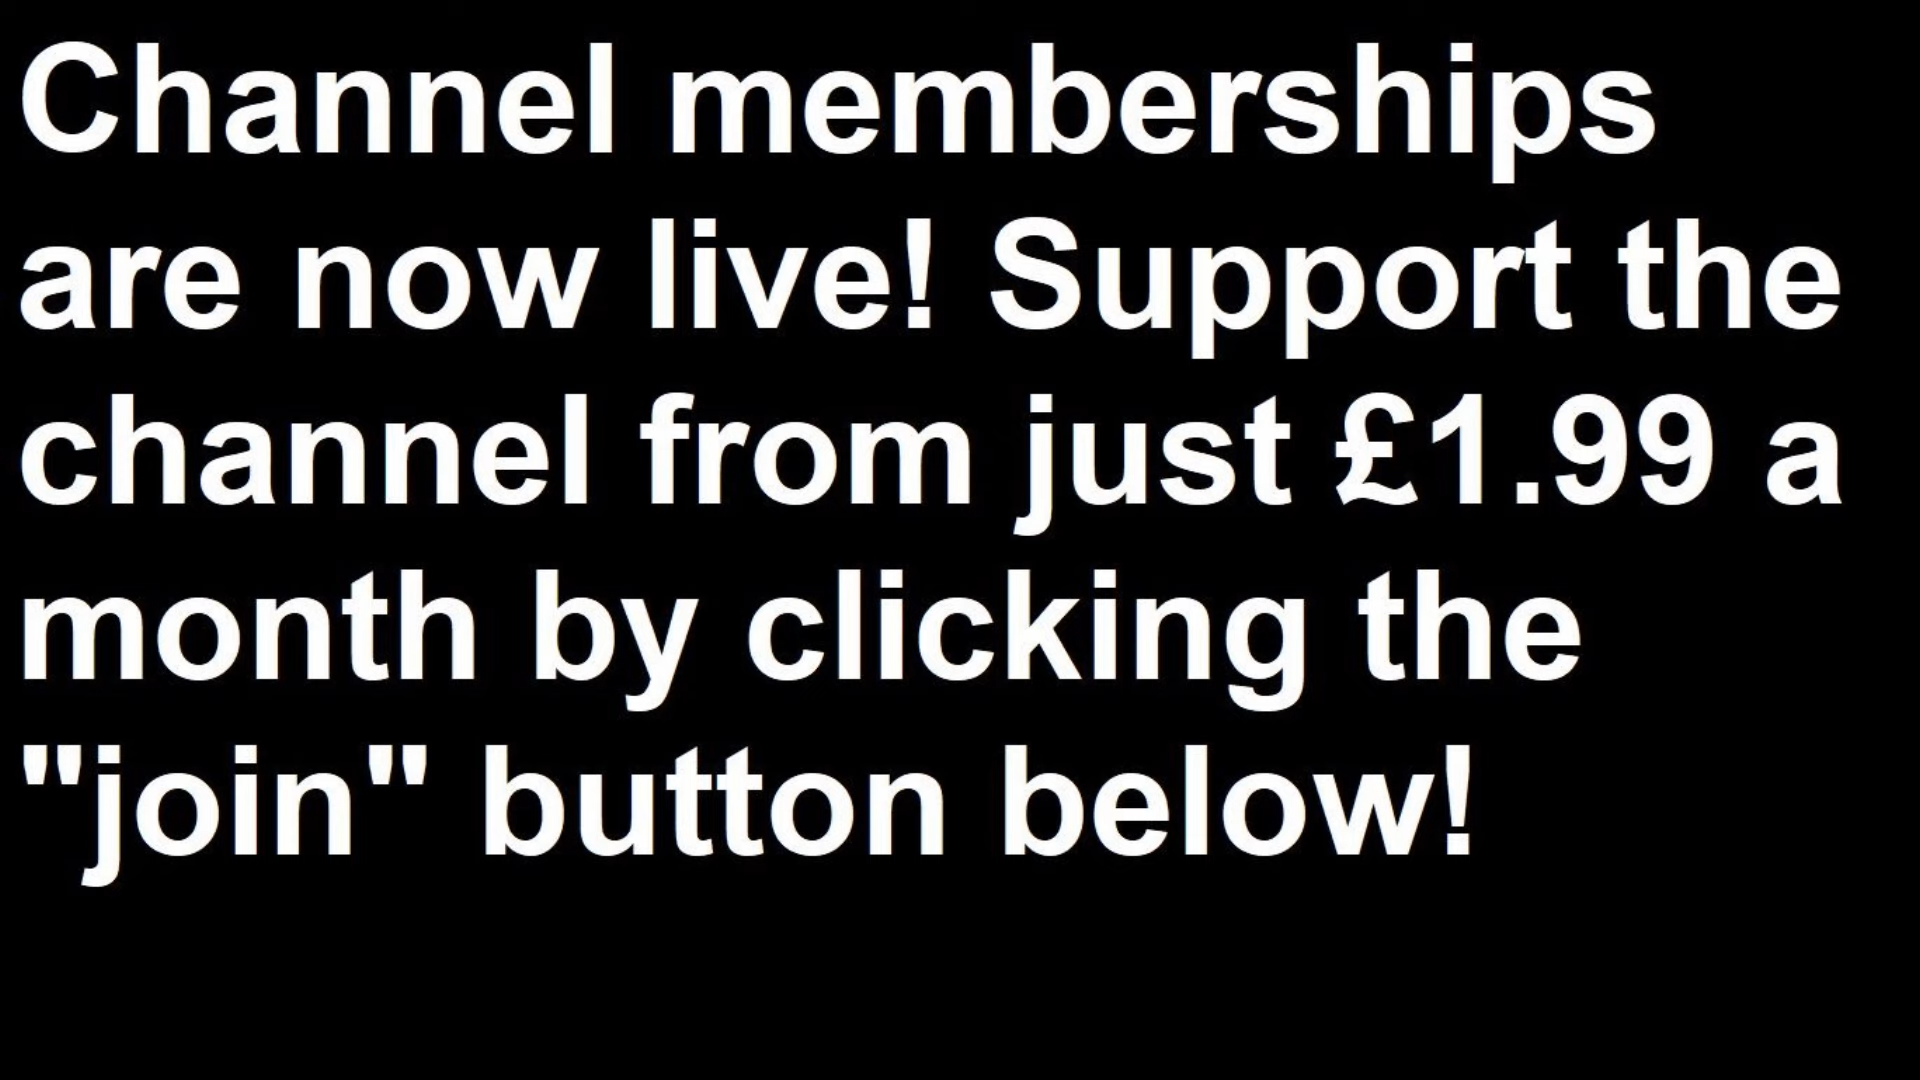 Channel memberships
are now live! Support the
channel from just £1.99 a
month by clicking the
"join" button below!